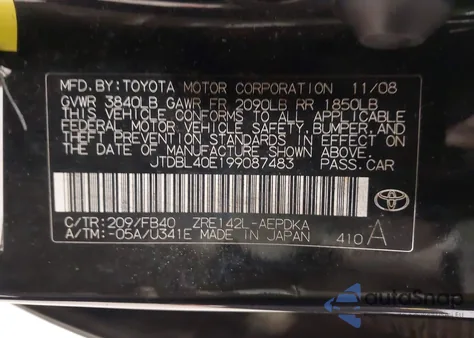 MFD.BY:TOYOTA MOTOR CORPORATION 11/08
GVWR 3840LB GAWR FR 2090LB RR 1850LB
THIS VEHICLE CONFORMS TO ALL APPLICABLE
FEDERAL MOTOR VEHICLE SAFETY,BUMPER,AND
THEFT PREVENTION STANDARDS IN EFFECT ON
THE DATE OF MANUFACTURE SHOWN ABOVE.
JTDBL40E199087483 PASS.CAR
C/TR:209/FB40 ZRE142L-AEPDKA
A/TM:-05A/U341E MADE IN JAPAN 410 A
autoSnap